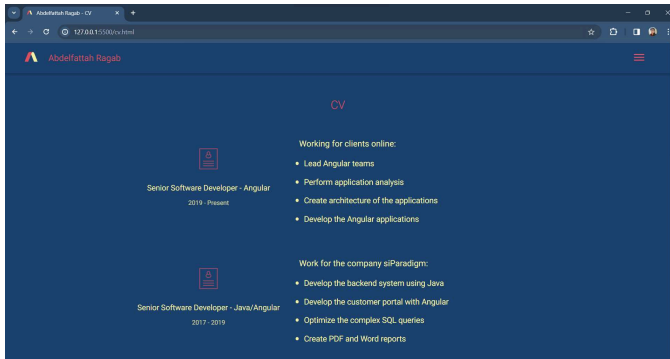 Abdelfattah Ragab - CV
127.0.0.1:5500/cv.html
Abdelfattah Ragab
CV
Senior Software Developer - Angular
2019 - Present
Working for clients online:
Lead Angular teams
Perform application analysis
Create architecture of the applications
Develop the Angular applications
Senior Software Developer - Java/Angular
2017 - 2019
Work for the company siParadigm:
Develop the backend system using Java
Develop the customer portal with Angular
Optimize the complex SQL queries
Create PDF and Word reports